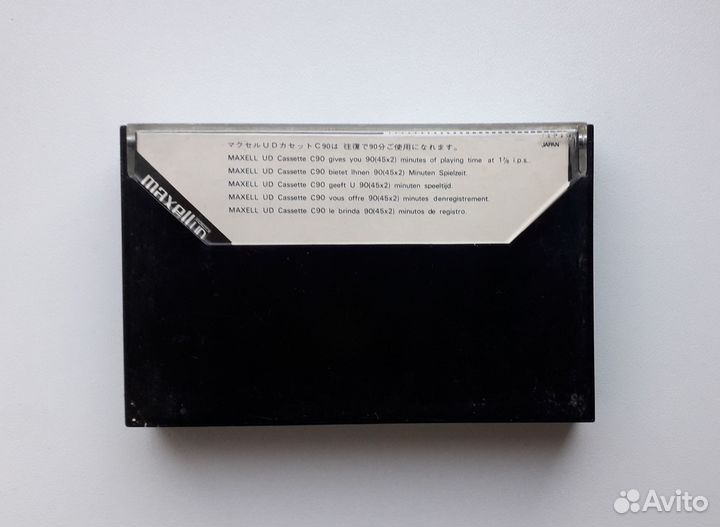 マクセルUDカセットC90は 往復で90分ご使用になれます。
JAPAN
MAXELL UD Cassette C90 gives you 90(45x2) minutes of playing time at 1⅞ i.p.s..
MAXELL UD Cassette C90 bietet Ihnen 90(45x2) Minuten Spielzeit.
MAXELL UD Cassette C90 geeft U 90(45x2) minuten speeltijd.
MAXELL UD Cassette C90 vous offre 90(45x2) minutes denregistrement.
MAXELL UD Cassette C90 le brinda 90(45x2) minutos de registro.
maxell UD
Avito